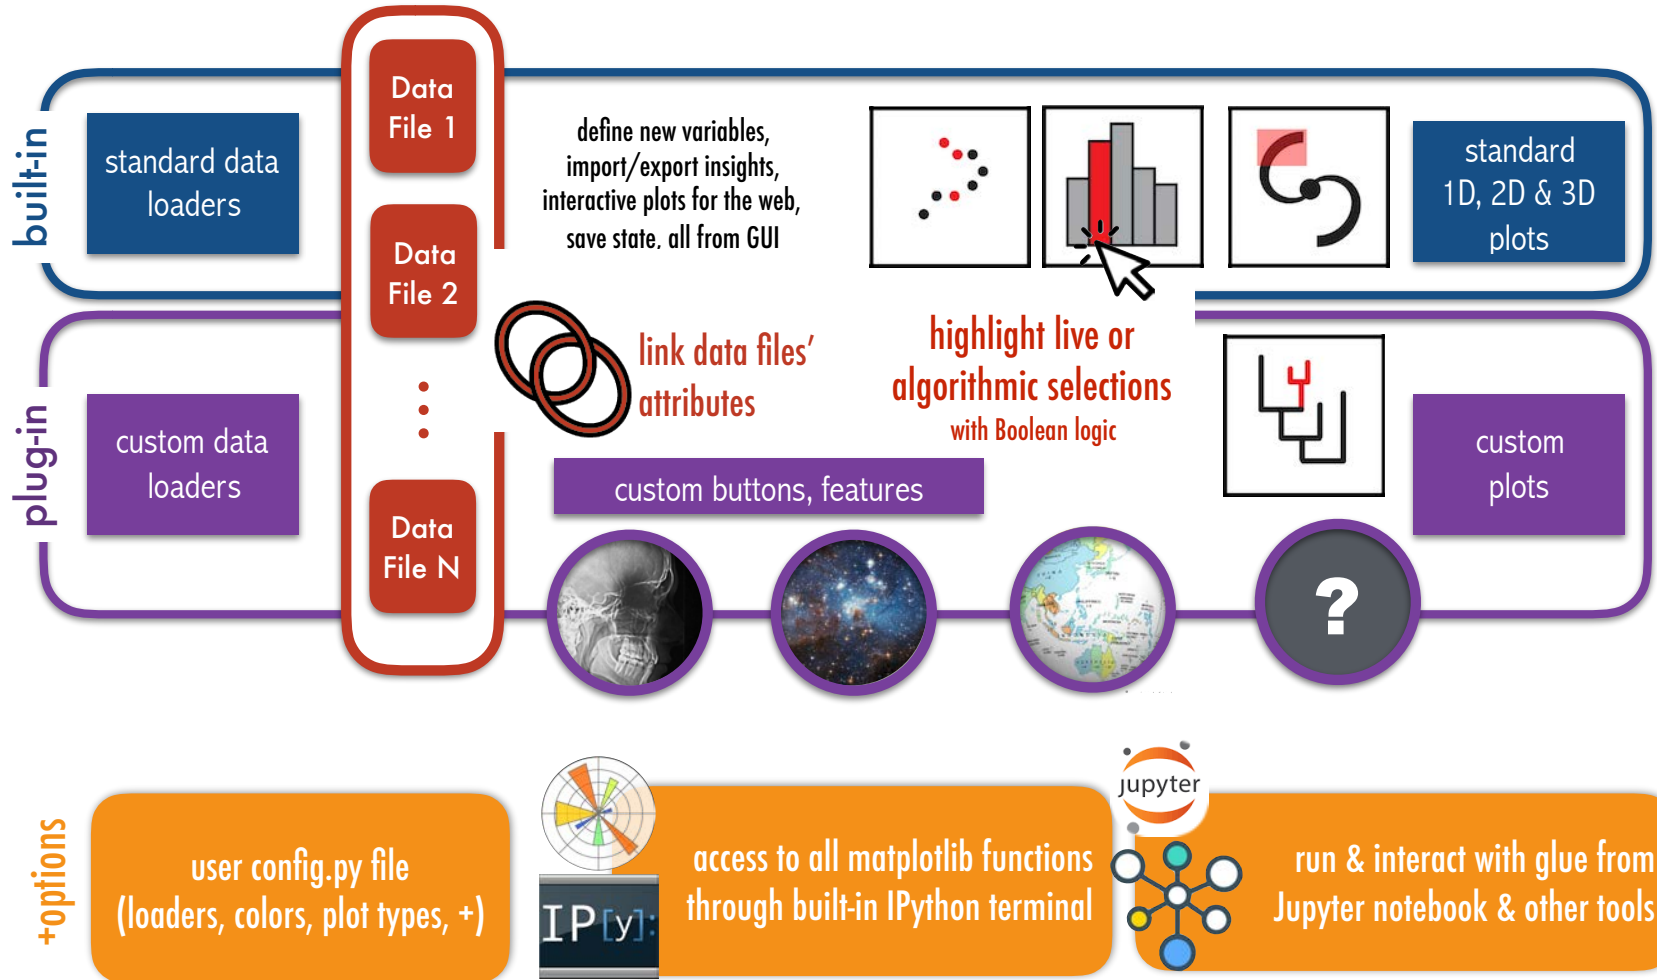 built-in
standard data
loaders
Data
File 1
Data
File 2
Data
File N
define new variables,
import/export insights,
interactive plots for the web,
save state, all from GUI
standard
1D, 2D & 3D
plots
link data files'
attributes
highlight live or
algorithmic selections
with Boolean logic
plug-in
custom data
loaders
custom buttons, features
custom
plots
?
+options
user config.py file
(loaders, colors, plot types, +)
IP[y]:
access to all matplotlib functions
through built-in IPython terminal
jupyter
run & interact with glue from
Jupyter notebook & other tools